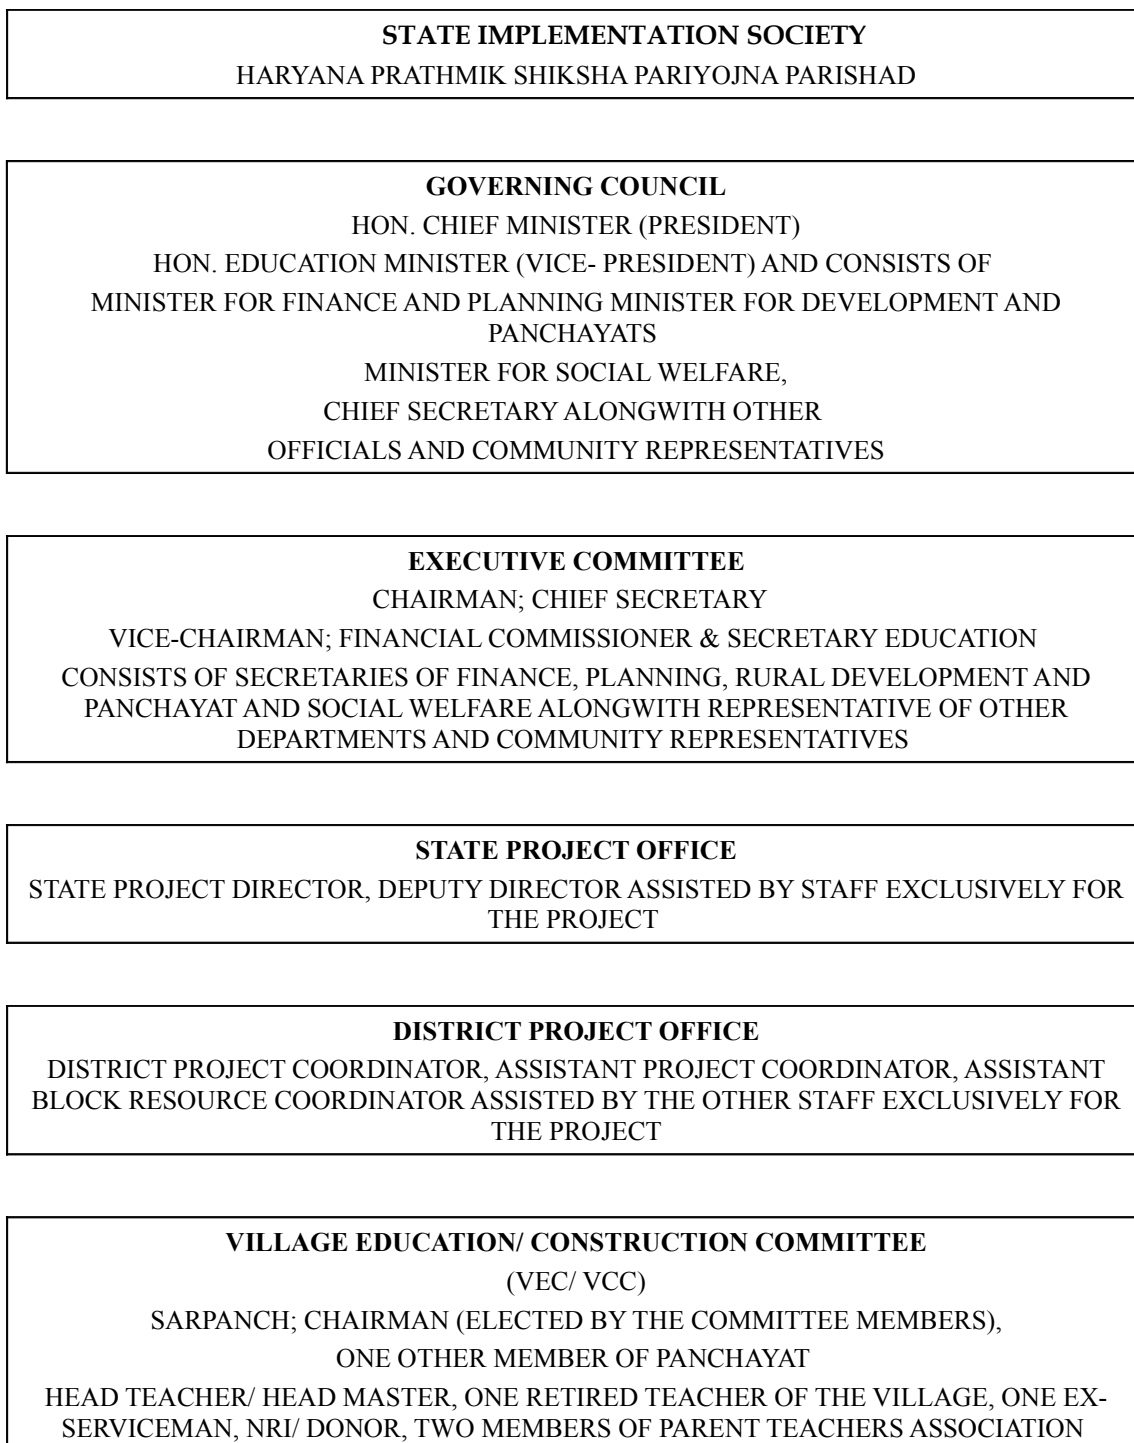 STATE IMPLEMENTATION SOCIETY
HARYANA PRATHMIK SHIKSHA PARIYOJNA PARISHAD
GOVERNING COUNCIL
HON. CHIEF MINISTER (PRESIDENT)
HON. EDUCATION MINISTER (VICE- PRESIDENT) AND CONSISTS OF
MINISTER FOR FINANCE AND PLANNING MINISTER FOR DEVELOPMENT AND
PANCHAYATS
MINISTER FOR SOCIAL WELFARE,
CHIEF SECRETARY ALONGWITH OTHER
OFFICIALS AND COMMUNITY REPRESENTATIVES
EXECUTIVE COMMITTEE
CHAIRMAN; CHIEF SECRETARY
VICE-CHAIRMAN; FINANCIAL COMMISSIONER & SECRETARY EDUCATION
CONSISTS OF SECRETARIES OF FINANCE, PLANNING, RURAL DEVELOPMENT AND
PANCHAYAT AND SOCIAL WELFARE ALONGWITH REPRESENTATIVE OF OTHER
DEPARTMENTS AND COMMUNITY REPRESENTATIVES
STATE PROJECT OFFICE
STATE PROJECT DIRECTOR, DEPUTY DIRECTOR ASSISTED BY STAFF EXCLUSIVELY FOR
THE PROJECT
DISTRICT PROJECT OFFICE
DISTRICT PROJECT COORDINATOR, ASSISTANT PROJECT COORDINATOR, ASSISTANT
BLOCK RESOURCE COORDINATOR ASSISTED BY THE OTHER STAFF EXCLUSIVELY FOR
THE PROJECT
VILLAGE EDUCATION/ CONSTRUCTION COMMITTEE
(VEC/ VCC)
SARPANCH; CHAIRMAN (ELECTED BY THE COMMITTEE MEMBERS),
ONE OTHER MEMBER OF PANCHAYAT
HEAD TEACHER/ HEAD MASTER, ONE RETIRED TEACHER OF THE VILLAGE, ONE EX-
SERVICEMAN, NRI/ DONOR, TWO MEMBERS OF PARENT TEACHERS ASSOCIATION